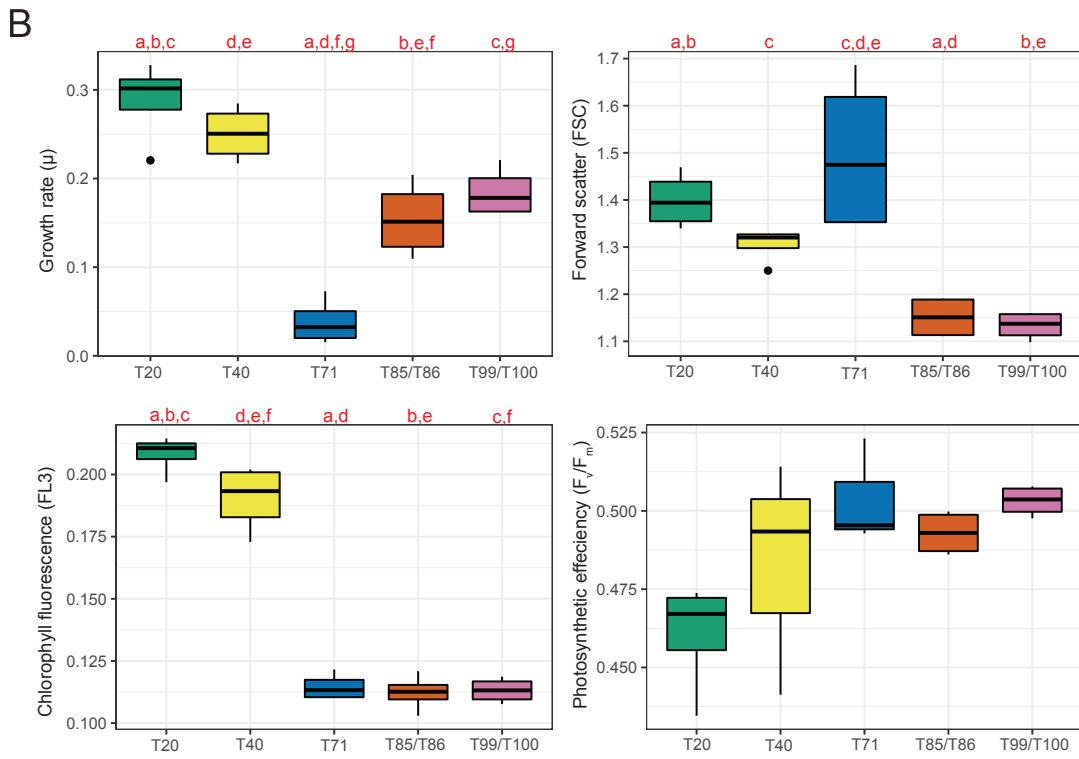 B
a,b,c d,e a,d,f,g b,e,f c,g
Growth rate (μ)
0.3
0.2
0.1
0.0
T20 T40 T71 T85/T86 T99/T100
a,b c c,d,e a,d b,e
Forward scatter (FSC)
1.7
1.6
1.5
1.4
1.3
1.2
1.1
T20 T40 T71 T85/T86 T99/T100
a,b,c d,e,f a,d b,e c,f
Chlorophyll fluorescence (FL3)
0.200
0.175
0.150
0.125
0.100
T20 T40 T71 T85/T86 T99/T100
Photosynthetic effeciency (Fv/Fm)
0.525
0.500
0.475
0.450
T20 T40 T71 T85/T86 T99/T100